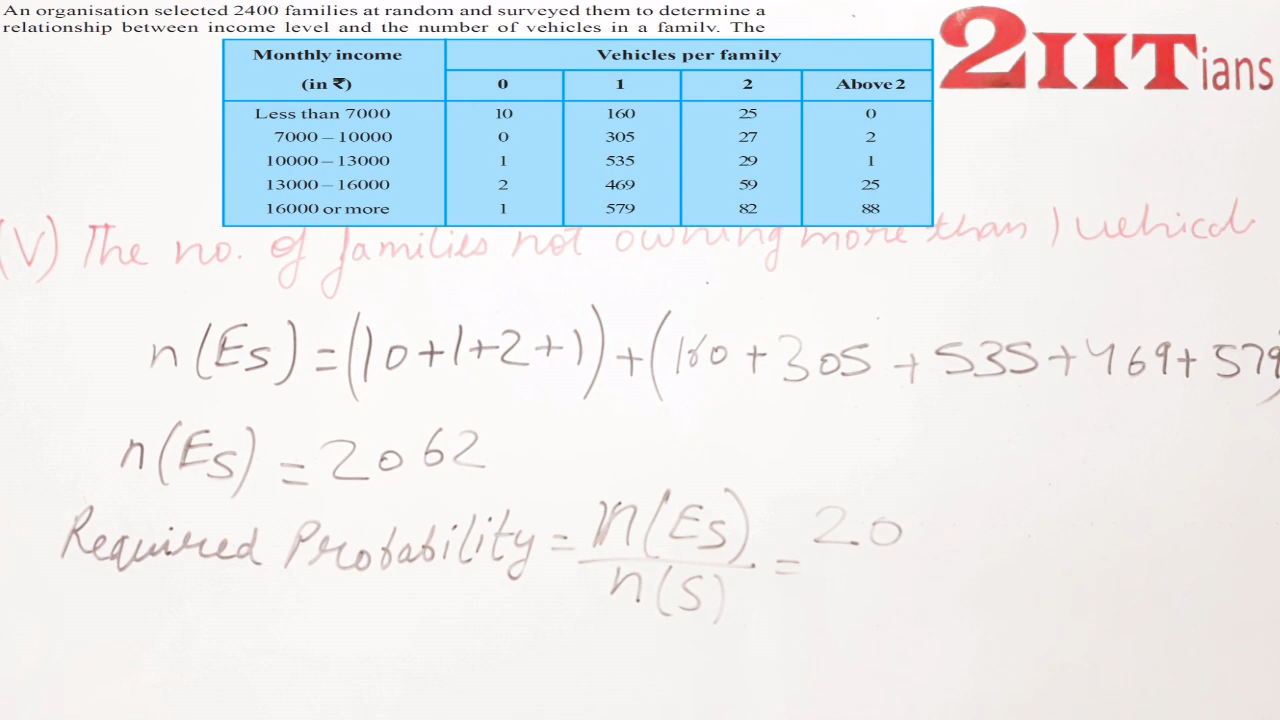 An organisation selected 2400 families at random and surveyed them to determine a
relationship between income level and the number of vehicles in a family. The
2IITians
Monthly income Vehicles per family
(in ₹) 0 1 2 Above 2
Less than 7000 10 160 25 0
7000 – 10000 0 305 27 2
10000 – 13000 1 535 29 1
13000 – 16000 2 469 59 25
16000 or more 1 579 82 88
(V) The no. of families not owning more than 1 vehical
n(E5) = (10+1+2+1) + (160 + 305 + 535 + 469 + 579)
n(E5) = 2062
Required Probability = n(E5)/n(S) = 20